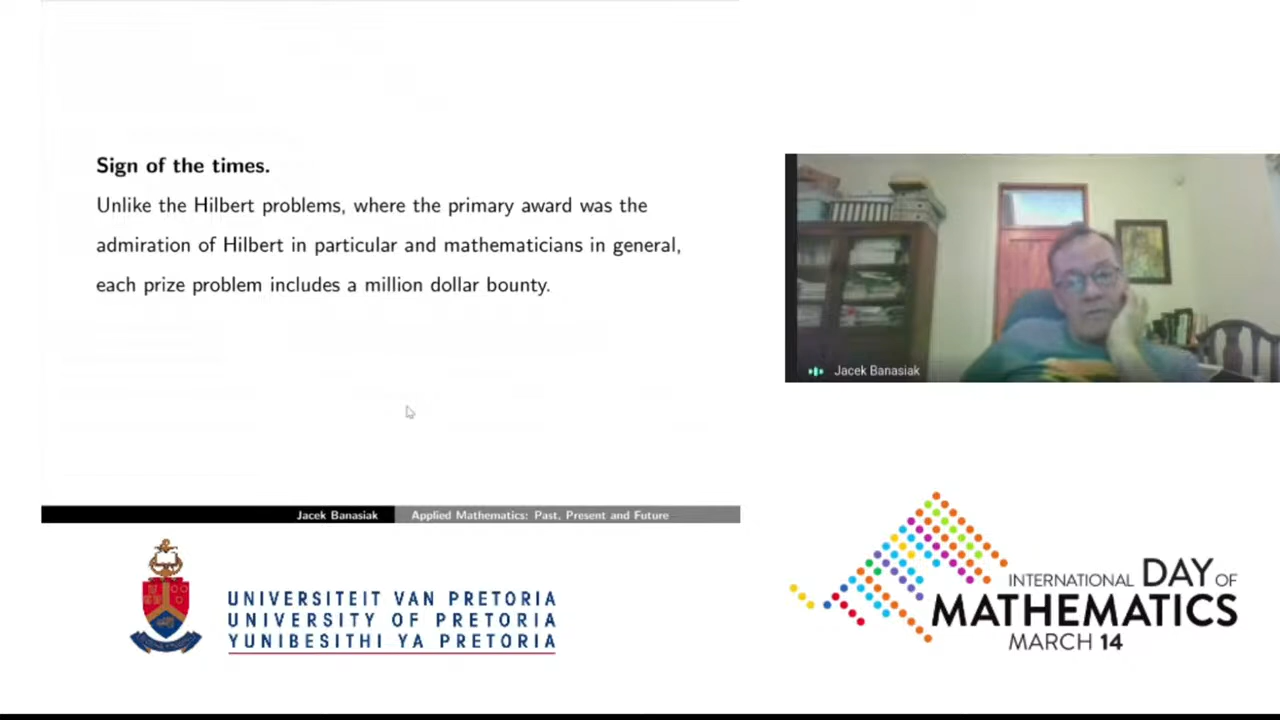 Sign of the times.
Unlike the Hilbert problems, where the primary award was the
admiration of Hilbert in particular and mathematicians in general,
each prize problem includes a million dollar bounty.
Jacek Banasiak
Applied Mathematics: Past, Present and Future
Jacek Banasiak
UNIVERSITEIT VAN PRETORIA
UNIVERSITY OF PRETORIA
YUNIBESITHI YA PRETORIA
INTERNATIONAL DAY OF
MATHEMATICS
MARCH 14